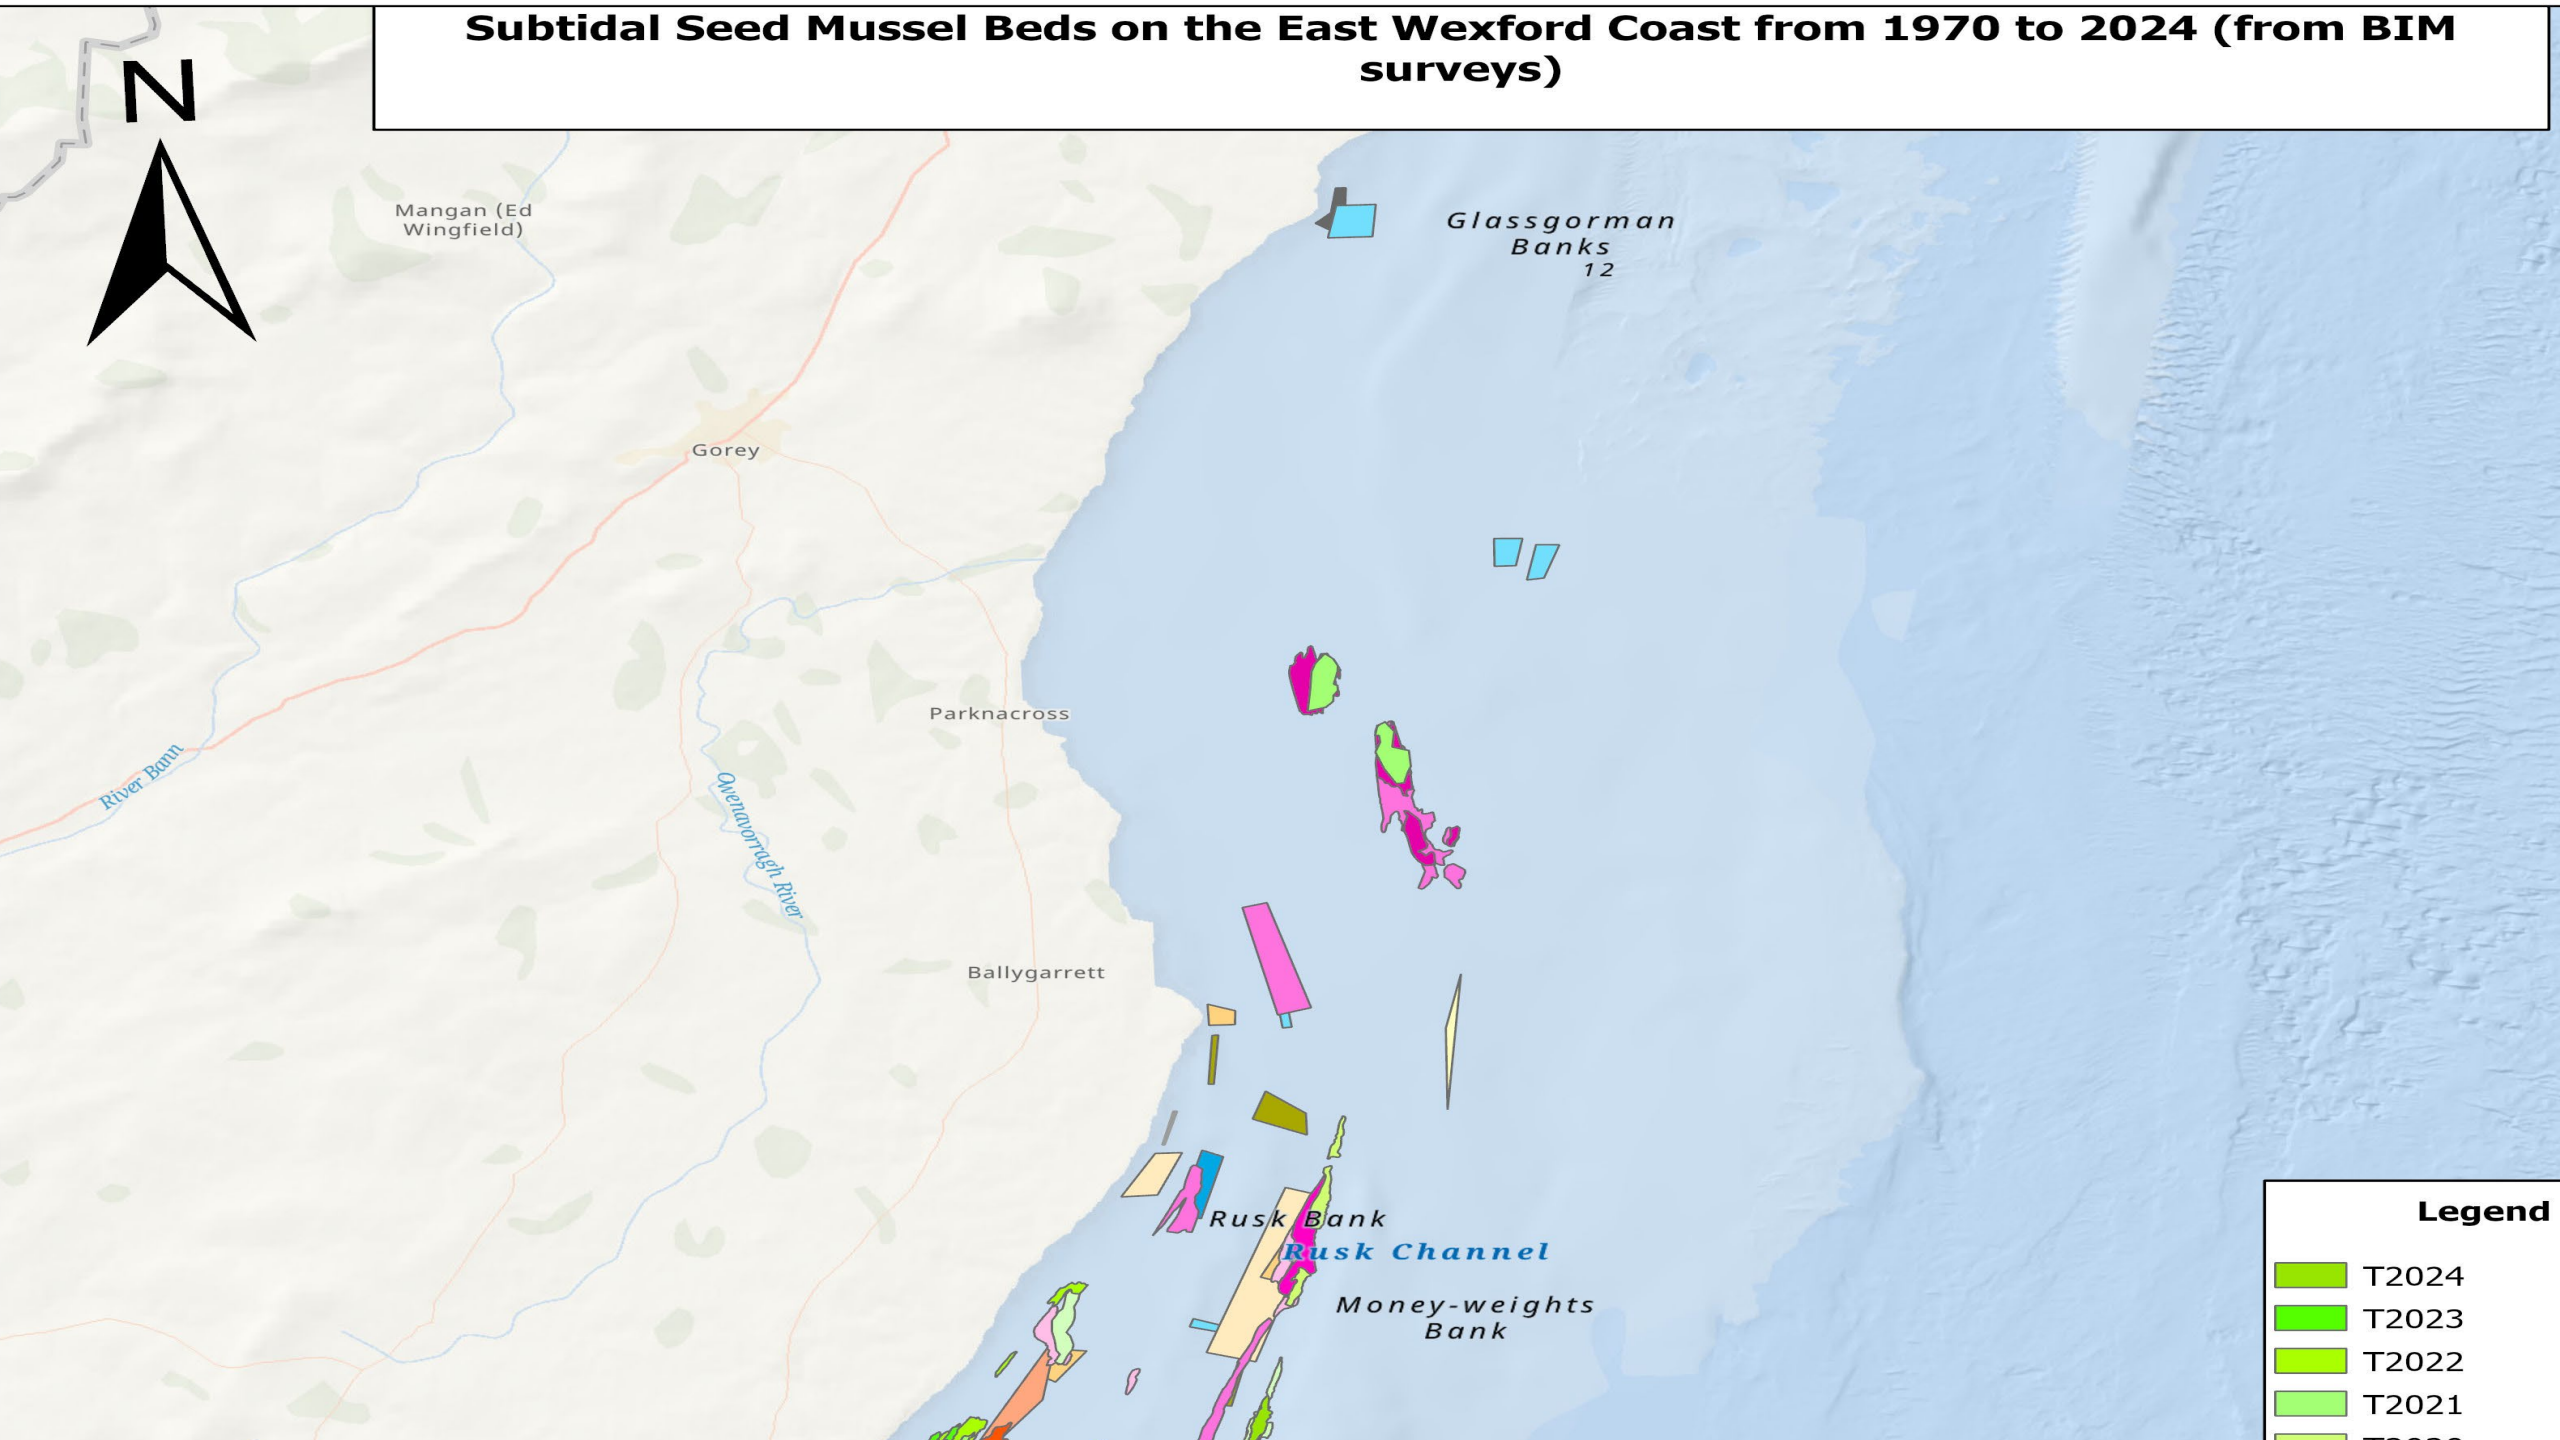 Subtidal Seed Mussel Beds on the East Wexford Coast from 1970 to 2024 (from BIM
surveys)
N
Mangan (Ed
Wingfield)
Glassgorman
Banks
12
Gorey
Parknacross
River Bann
Owenavorragh River
Ballygarrett
Rusk Bank
Rusk Channel
Money-weights
Bank
Legend
T2024
T2023
T2022
T2021